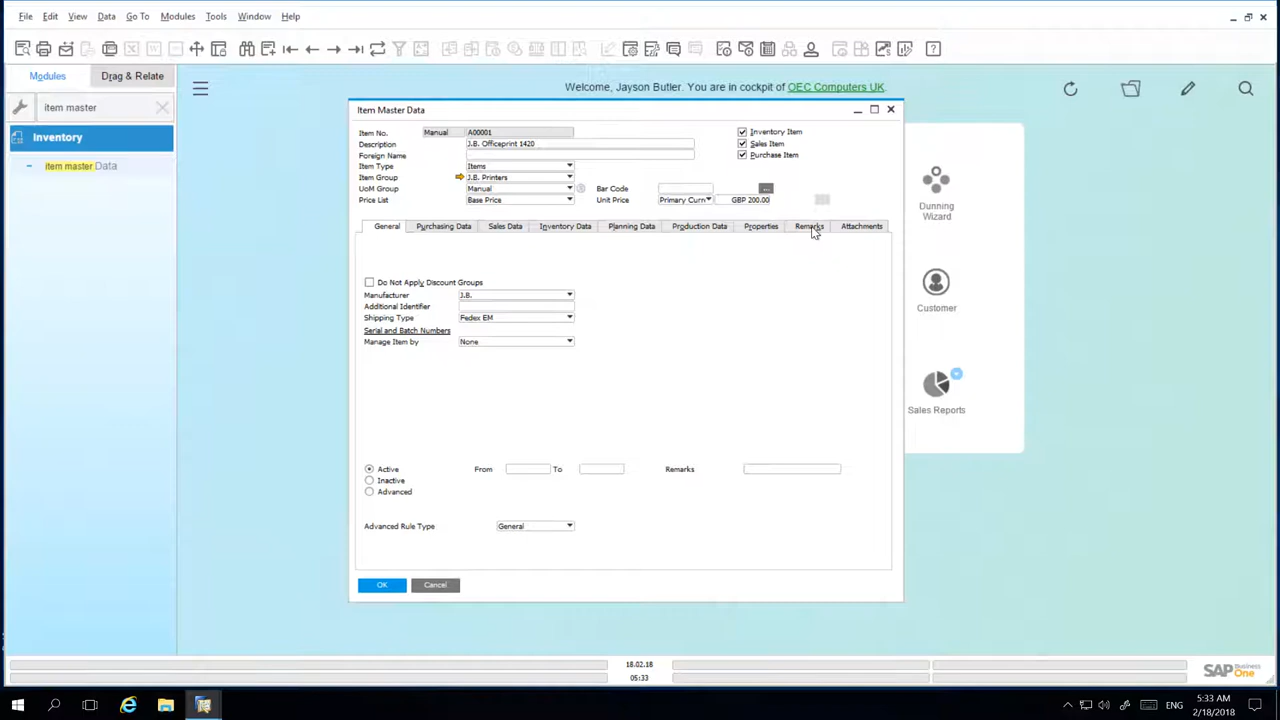 File Edit View Data Go To Modules Tools Window Help
Modules Drag & Relate
item master
Inventory
item master Data
Welcome, Jayson Butler. You are in cockpit of OEC Computers UK.
Item Master Data
Item No. Manual A00001
Inventory Item
Description J.B. Officeprint 1420
Sales Item
Foreign Name
Purchase Item
Item Type Items
Item Group J.B. Printers
UoM Group Manual Bar Code
Price List Base Price Unit Price Primary Curr GBP 200.00
General Purchasing Data Sales Data Inventory Data Planning Data Production Data Properties Remarks Attachments
Do Not Apply Discount Groups
Manufacturer J.B.
Additional Identifier
Shipping Type Fedex EM
Serial and Batch Numbers
Manage Item by None
Active From To Remarks
Inactive
Advanced
Advanced Rule Type General
OK Cancel
Dunning
Wizard
Customer
Sales Reports
18.02.18
05:33
SAP Business One
ENG
5:33 AM
2/18/2018